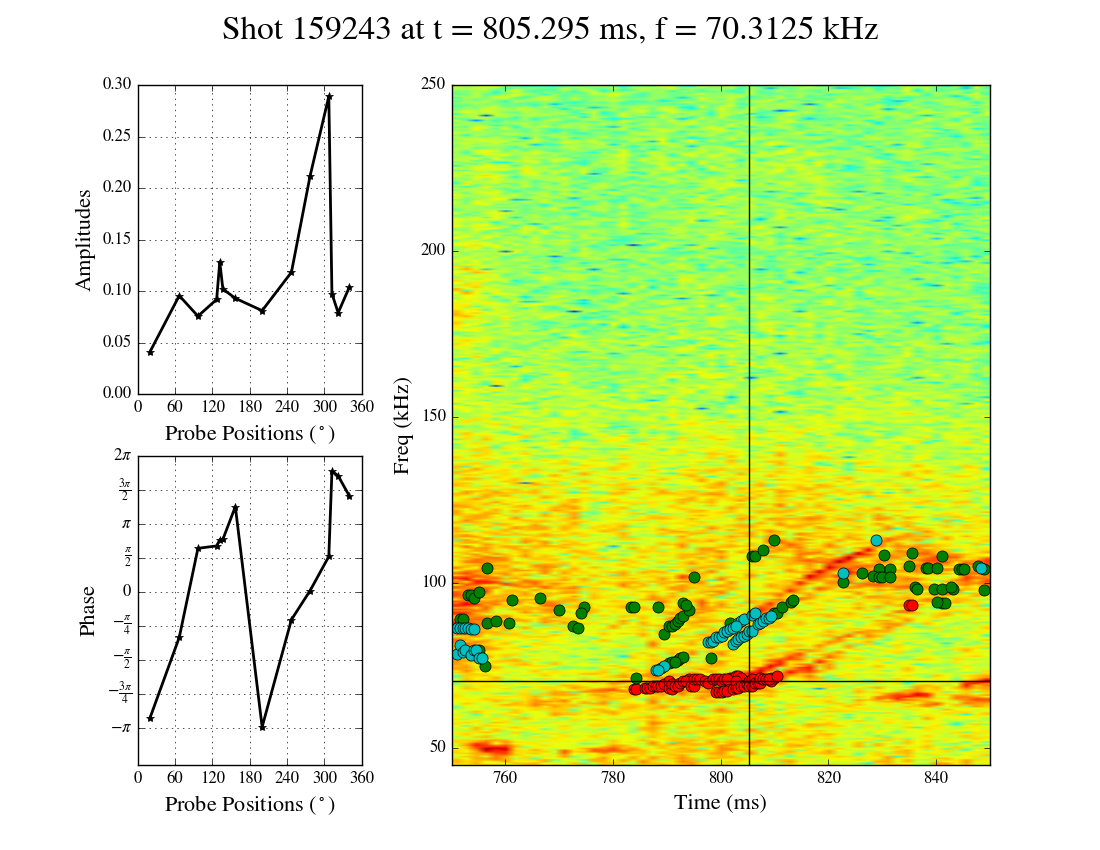 Shot 159243 at t = 805.295 ms, f = 70.3125 kHz
0.30
0.25
0.20
0.15
0.10
0.05
0.00
Amplitudes
0 60 120 180 240 300 360
Probe Positions (°)
2π
3π/2
π
π/2
0
−π/4
−π/2
−3π/4
−π
Phase
0 60 120 180 240 300 360
Probe Positions (°)
250
200
150
100
50
Freq (kHz)
760 780 800 820 840
Time (ms)